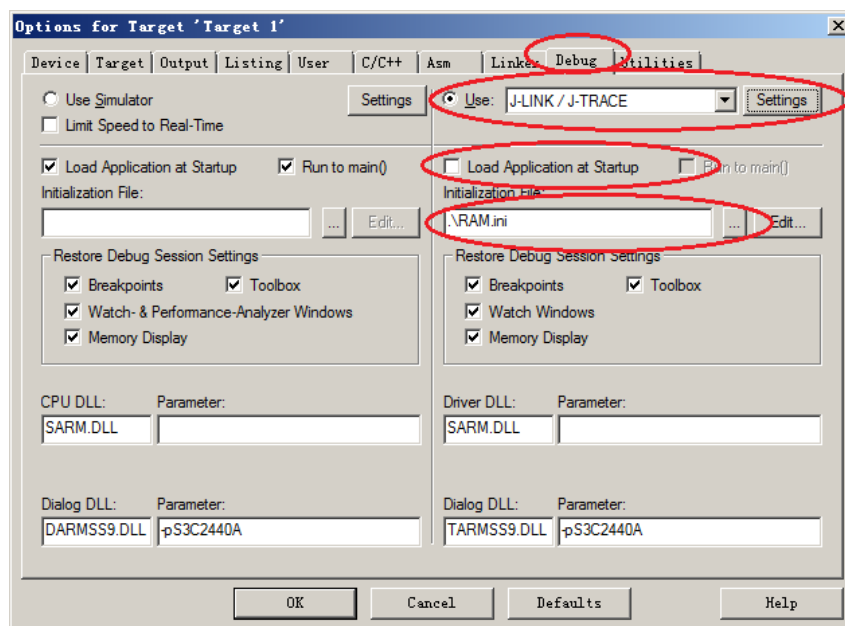 Options for Target 'Target 1'
Device Target Output Listing User C/C++ Asm Linker Debug Utilities
Use Simulator Settings Use: J-LINK / J-TRACE Settings
Limit Speed to Real-Time
Load Application at Startup Run to main() Load Application at Startup Run to main()
Initialization File: Initialization File:
... Edit... .\RAM.ini ... Edit...
Restore Debug Session Settings Restore Debug Session Settings
Breakpoints Toolbox Breakpoints Toolbox
Watch- & Performance-Analyzer Windows Watch Windows
Memory Display Memory Display
CPU DLL: Parameter: Driver DLL: Parameter:
SARM.DLL SARM.DLL
Dialog DLL: Parameter: Dialog DLL: Parameter:
DARMSS9.DLL -pS3C2440A TARMSS9.DLL -pS3C2440A
OK Cancel Defaults Help